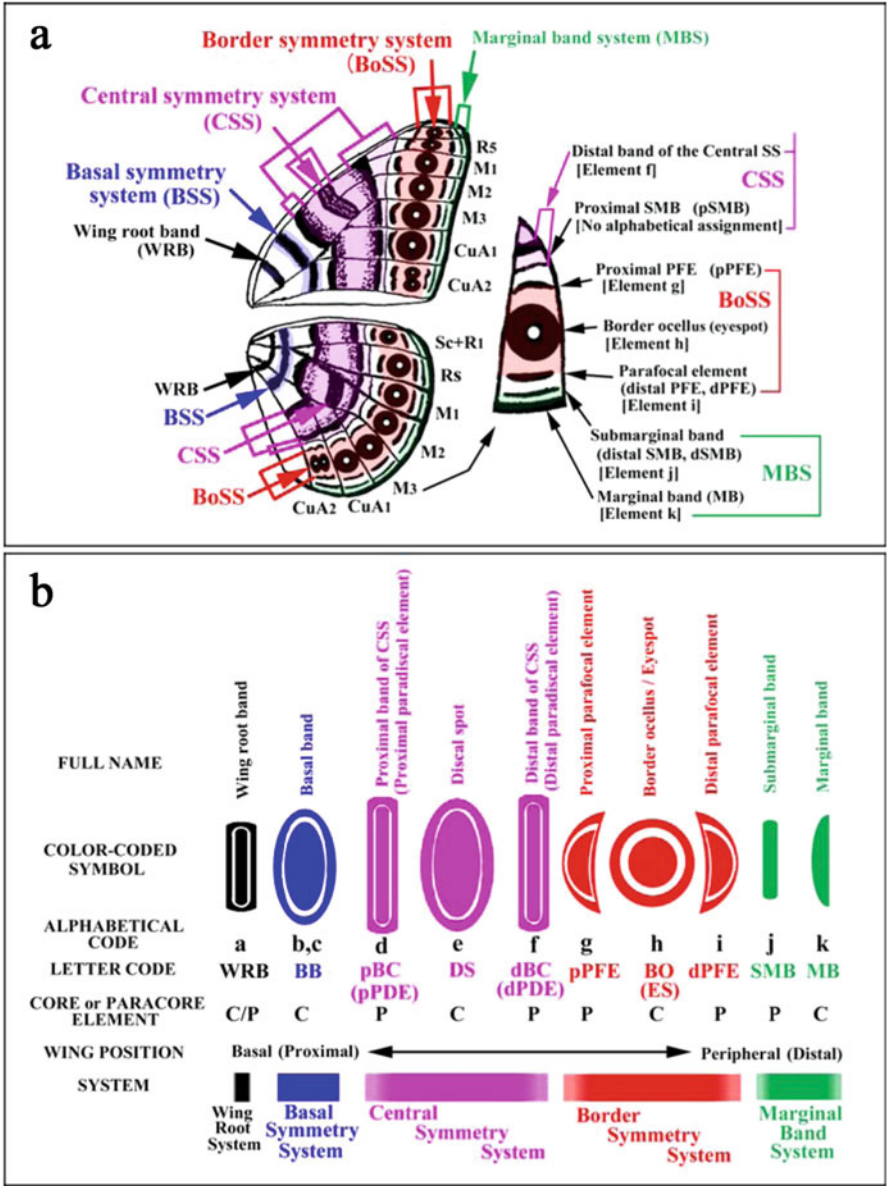 a
Border symmetry system
(BoSS)
Marginal band system (MBS)
Central symmetry system
(CSS)
Basal symmetry
system (BSS)
Wing root band
(WRB)
R5
M1
M2
M3
CuA1
CuA2
Distal band of the Central SS
[Element f]
CSS
Proximal SMB (pSMB)
[No alphabetical assignment]
Proximal PFE (pPFE)
[Element g]
BoSS
Border ocellus (eyespot)
[Element h]
Parafocal element
(distal PFE, dPFE)
[Element i]
Submarginal band
(distal SMB, dSMB)
[Element j]
MBS
Marginal band (MB)
[Element k]
WRB
BSS
CSS
BoSS
Sc+R1
Rs
M1
M2
M3
CuA2 CuA1
b
FULL NAME
Wing root band
Basal band
Proximal band of CSS
(Proximal paradiscal element)
Discal spot
Distal band of CSS
(Distal paradiscal element)
Proximal parafocal element
Border ocellus / Eyespot
Distal parafocal element
Submarginal band
Marginal band
COLOR-CODED
SYMBOL
ALPHABETICAL
CODE
a b,c d e f g h i j k
LETTER CODE
WRB BB pBC DS dBC pPFE BO dPFE SMB MB
(pPDE) (dPDE) (ES)
CORE or PARACORE
ELEMENT
C/P C P C P P C P P C
WING POSITION Basal (Proximal) Peripheral (Distal)
SYSTEM
Wing
Root
System
Basal
Symmetry
System
Central
Symmetry
System
Border
Symmetry
System
Marginal
Band
System